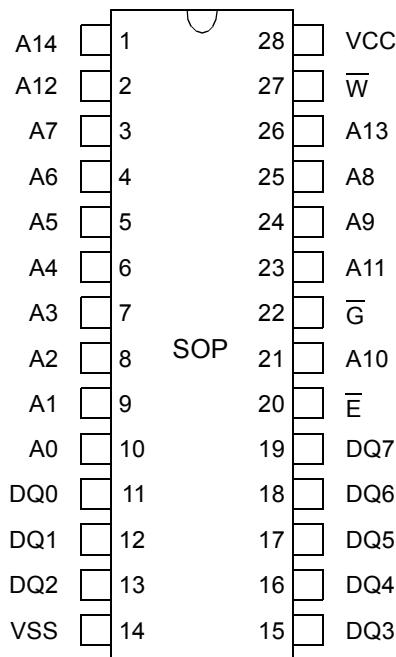 A14 1 28 VCC
A12 2 27 W̅
A7 3 26 A13
A6 4 25 A8
A5 5 24 A9
A4 6 23 A11
A3 7 22 G̅
SOP
A2 8 21 A10
A1 9 20 E̅
A0 10 19 DQ7
DQ0 11 18 DQ6
DQ1 12 17 DQ5
DQ2 13 16 DQ4
VSS 14 15 DQ3